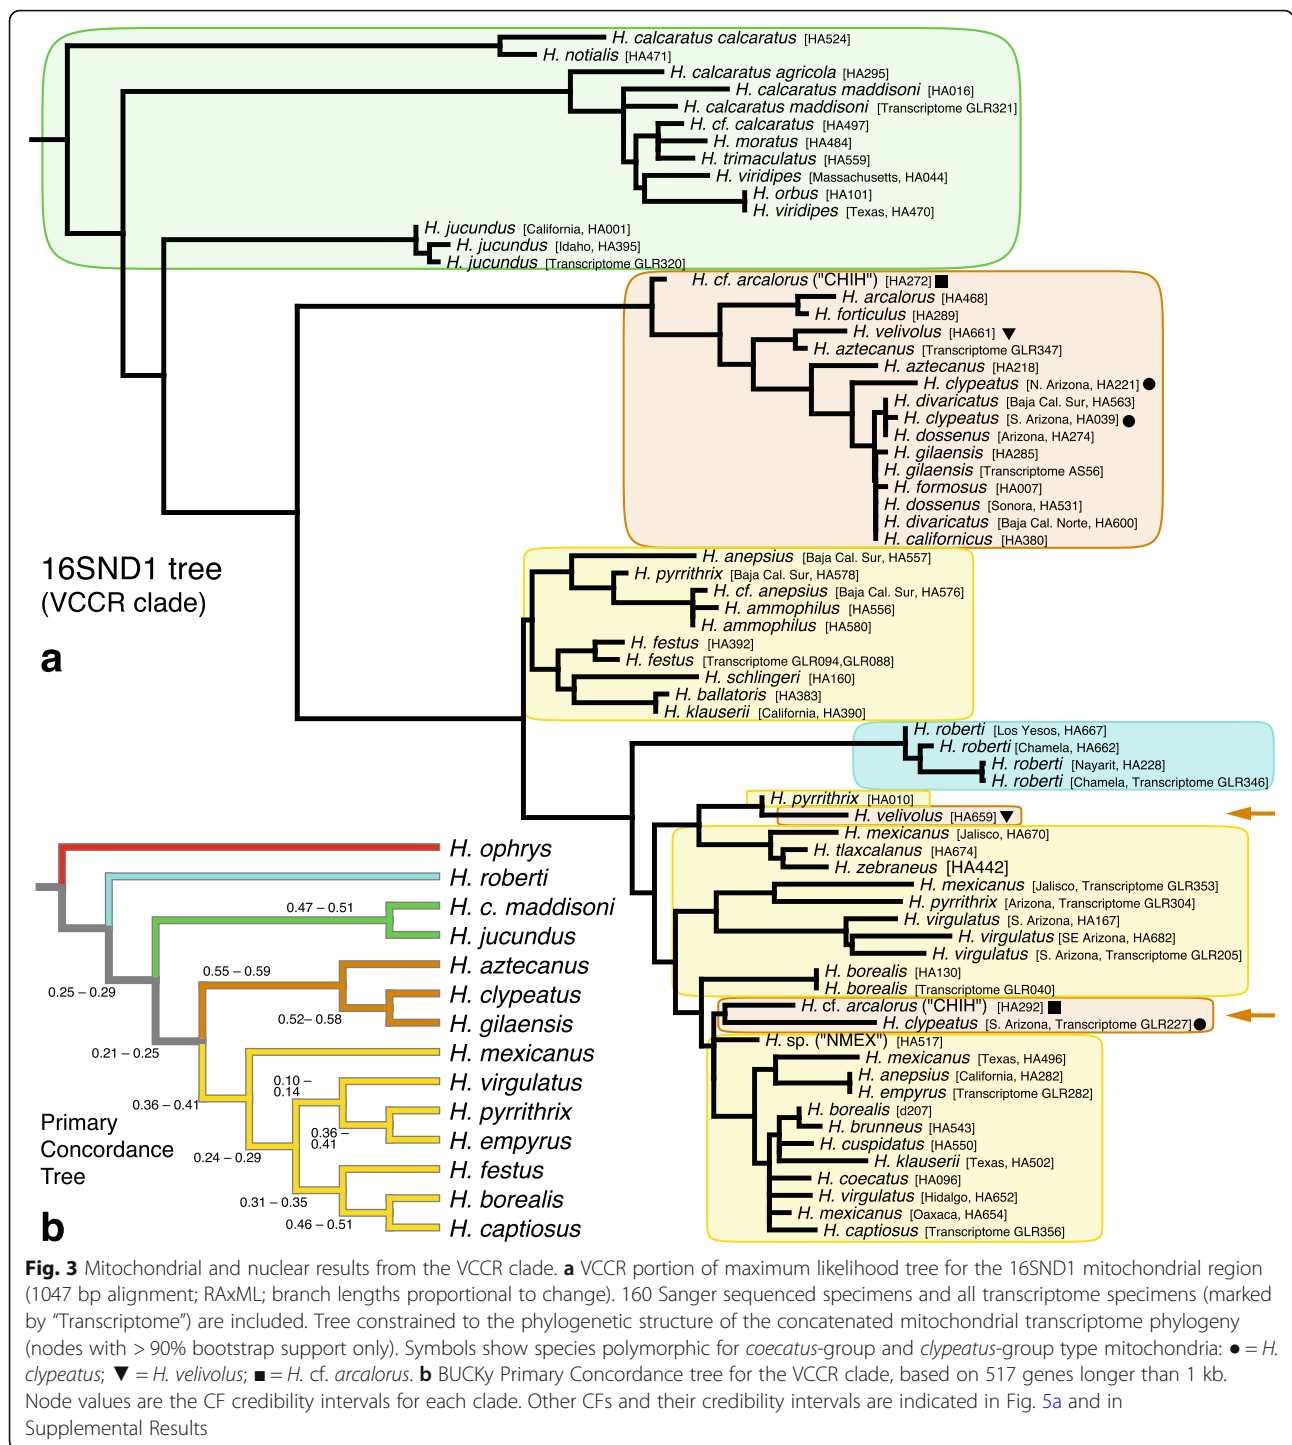 H. calcaratus calcaratus [HA524]
H. notialis [HA471]
H. calcaratus agricola [HA295]
H. calcaratus maddisoni [HA016]
H. calcaratus maddisoni [Transcriptome GLR321]
H. cf. calcaratus [HA497]
H. moratus [HA484]
H. trimaculatus [HA559]
H. viridipes [Massachusetts, HA044]
H. orbus [HA101]
H. viridipes [Texas, HA470]
H. jucundus [California, HA001]
H. jucundus [Idaho, HA395]
H. jucundus [Transcriptome GLR320]
H. cf. arcalorus ("CHIH") [HA272] ■
H. arcalorus [HA468]
H. forticulus [HA289]
H. velivolus [HA661] ▼
H. aztecanus [Transcriptome GLR347]
H. aztecanus [HA218]
H. clypeatus [N. Arizona, HA221] ●
H. divaricatus [Baja Cal. Sur, HA563]
H. clypeatus [S. Arizona, HA039] ●
H. dossenus [Arizona, HA274]
H. gilaensis [HA285]
H. gilaensis [Transcriptome AS56]
H. formosus [HA007]
H. dossenus [Sonora, HA531]
H. divaricatus [Baja Cal. Norte, HA600]
H. californicus [HA380]
16SND1 tree
(VCCR clade)
a
H. anepsius [Baja Cal. Sur, HA557]
H. pyrrithrix [Baja Cal. Sur, HA578]
H. cf. anepsius [Baja Cal. Sur, HA576]
H. ammophilus [HA556]
H. ammophilus [HA580]
H. festus [HA392]
H. festus [Transcriptome GLR094,GLR088]
H. schlingeri [HA160]
H. ballatoris [HA383]
H. klauserii [California, HA390]
H. roberti [Los Yesos, HA667]
H. roberti [Chamela, HA662]
H. roberti [Nayarit, HA228]
H. roberti [Chamela, Transcriptome GLR346]
H. pyrrithrix [HA010]
H. velivolus [HA659] ▼
H. mexicanus [Jalisco, HA670]
H. tlaxcalanus [HA674]
H. zebraneus [HA442]
H. mexicanus [Jalisco, Transcriptome GLR353]
H. pyrrithrix [Arizona, Transcriptome GLR304]
H. virgulatus [S. Arizona, HA167]
H. virgulatus [SE Arizona, HA682]
H. virgulatus [S. Arizona, Transcriptome GLR205]
H. borealis [HA130]
H. borealis [Transcriptome GLR040]
H. cf. arcalorus ("CHIH") [HA292] ■
H. clypeatus [S. Arizona, Transcriptome GLR227] ●
H. sp. ("NMEX") [HA517]
H. mexicanus [Texas, HA496]
H. anepsius [California, HA282]
H. empyrus [Transcriptome GLR282]
H. borealis [d207]
H. brunneus [HA543]
H. cuspidatus [HA550]
H. klauserii [Texas, HA502]
H. coecatus [HA096]
H. virgulatus [Hidalgo, HA652]
H. mexicanus [Oaxaca, HA654]
H. captiosus [Transcriptome GLR356]
H. ophrys
H. roberti
0.47 – 0.51
H. c. maddisoni
H. jucundus
0.55 – 0.59
H. aztecanus
0.25 – 0.29
H. clypeatus
0.52– 0.58
H. gilaensis
0.21 – 0.25
H. mexicanus
0.10 –
0.14
H. virgulatus
0.36 – 0.41
H. pyrrithrix
0.36 –
0.41
H. empyrus
0.24 – 0.29
H. festus
0.31 – 0.35
H. borealis
0.46 – 0.51
H. captiosus
Primary
Concordance
Tree
b
Fig. 3 Mitochondrial and nuclear results from the VCCR clade. a VCCR portion of maximum likelihood tree for the 16SND1 mitochondrial region
(1047 bp alignment; RAxML; branch lengths proportional to change). 160 Sanger sequenced specimens and all transcriptome specimens (marked
by “Transcriptome”) are included. Tree constrained to the phylogenetic structure of the concatenated mitochondrial transcriptome phylogeny
(nodes with > 90% bootstrap support only). Symbols show species polymorphic for coecatus-group and clypeatus-group type mitochondria: ● = H.
clypeatus; ▼ = H. velivolus; ■ = H. cf. arcalorus. b BUCKy Primary Concordance tree for the VCCR clade, based on 517 genes longer than 1 kb.
Node values are the CF credibility intervals for each clade. Other CFs and their credibility intervals are indicated in Fig. 5a and in
Supplemental Results